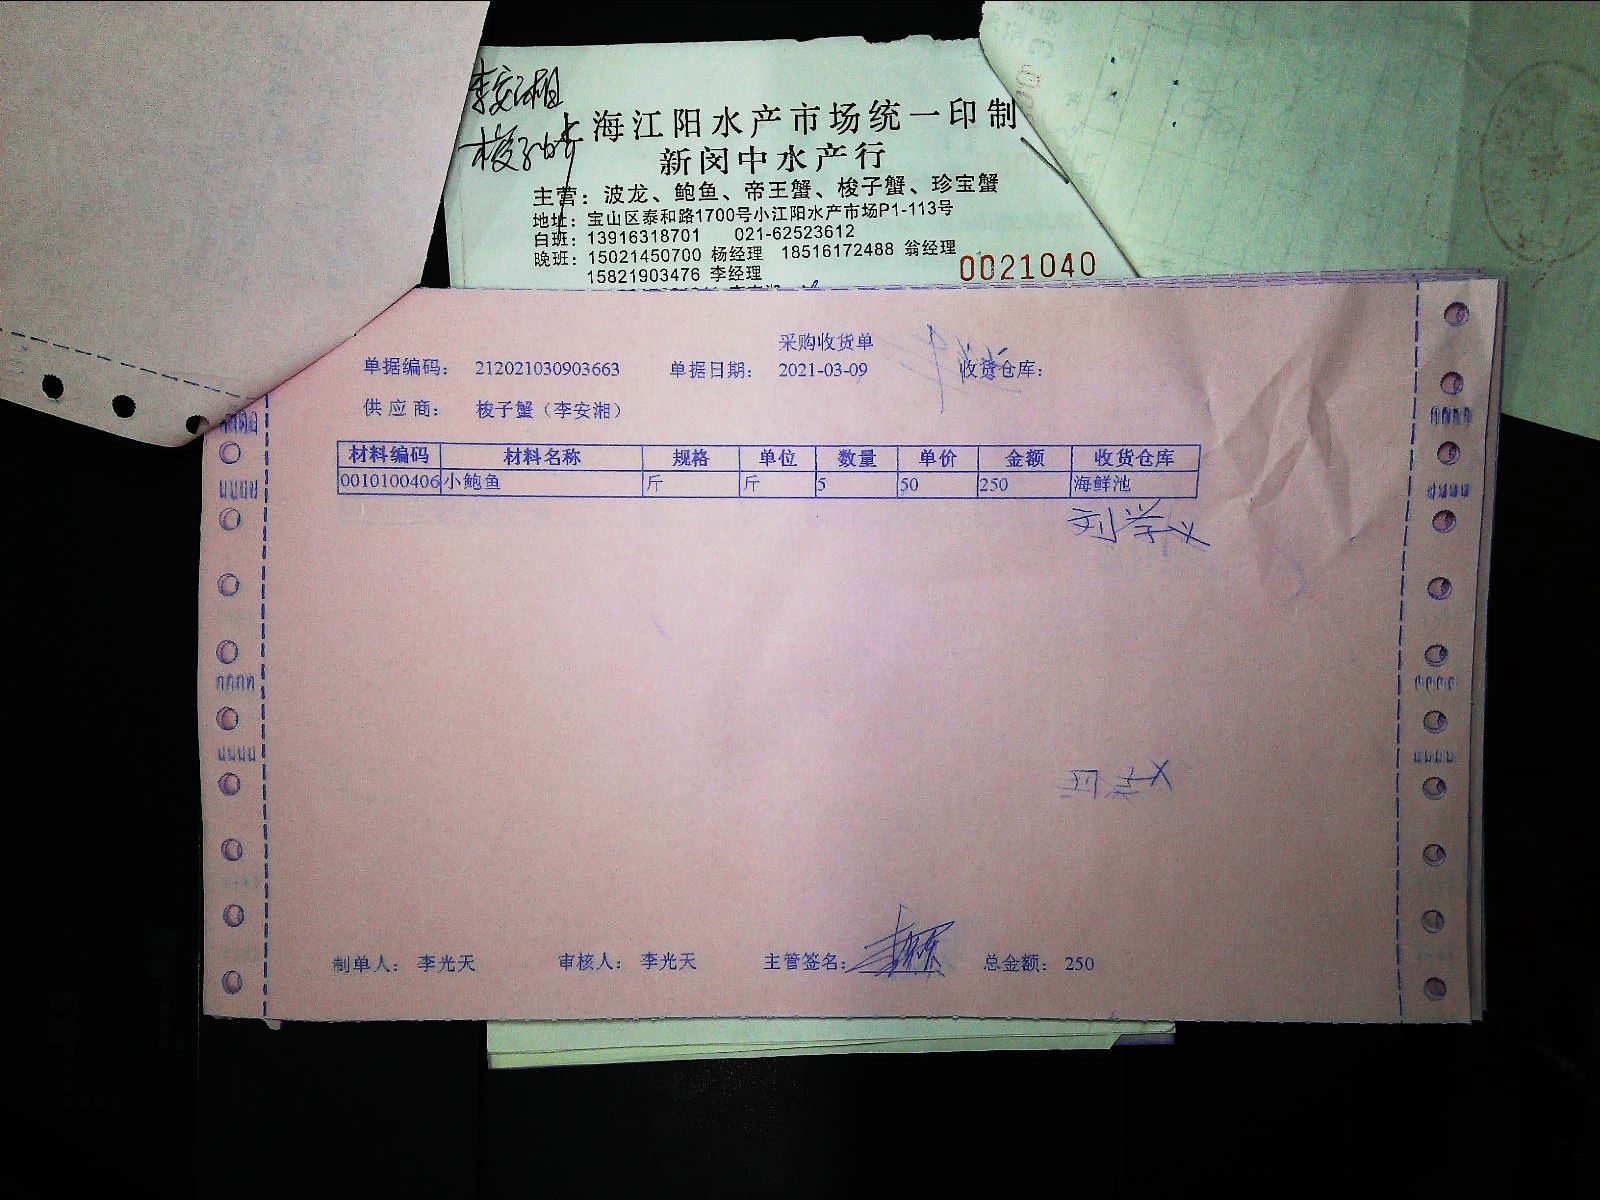 李安湘
梭子蟹
上海江阳水产市场统一印制
新闵中水产行
主营：波龙、鲍鱼、帝王蟹、梭子蟹、珍宝蟹
地址：宝山区泰和路1700号小江阳水产市场P1-113号
白班：13916318701 021-62523612
晚班：15021450700 杨经理 18516172488 翁经理
15821903476 李经理
0021040
采购收货单
单据编码： 212021030903663 单据日期： 2021-03-09 收货仓库：
供应商： 梭子蟹（李安湘）
材料编码 材料名称 规格 单位 数量 单价 金额 收货仓库
0010100406 小鲍鱼 斤 斤 5 50 250 海鲜池
刘学义
制单人： 李光天 审核人： 李光天 主管签名： 总金额： 250